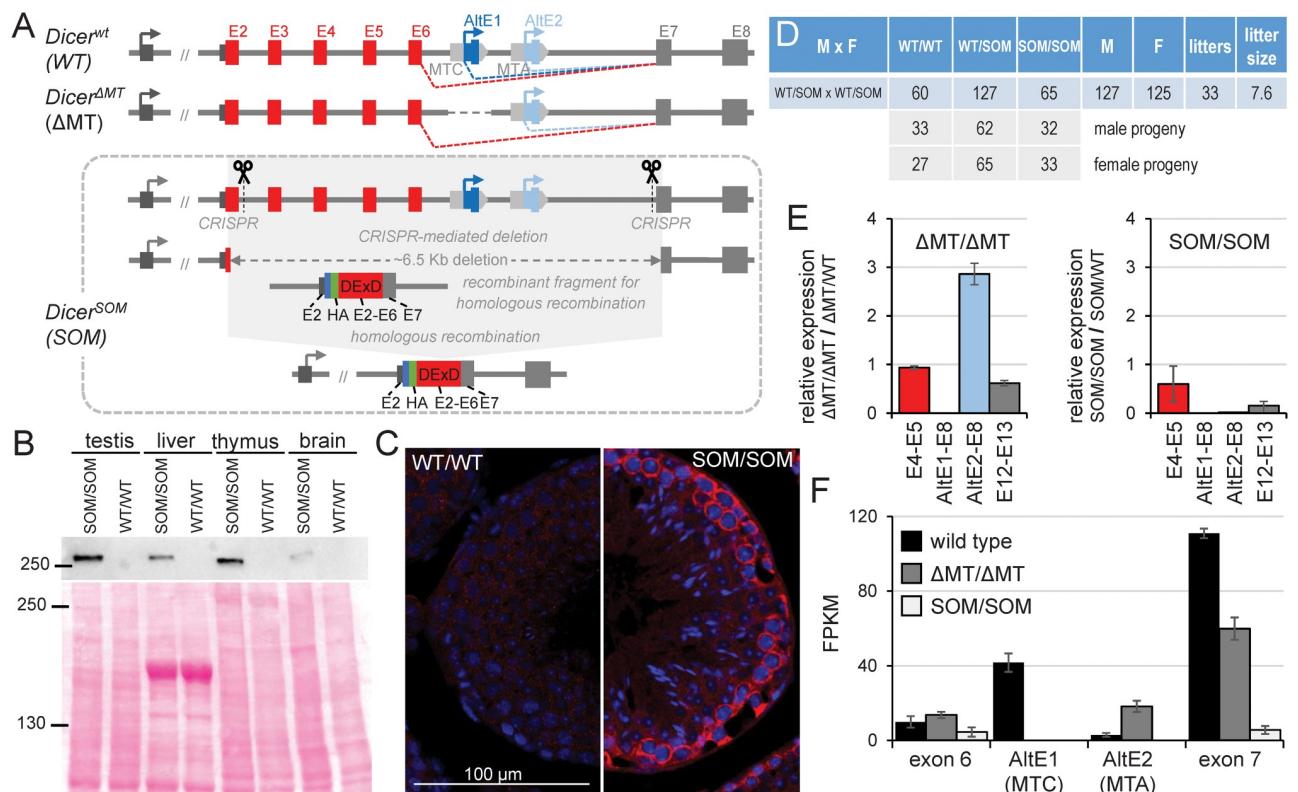 A
Dicer^wt
(WT)
E2 E3 E4 E5 E6 AltE1 AltE2 E7 E8
MTC MTA
//
Dicer^ΔMT
(ΔMT)
//
//
CRISPR CRISPR
CRISPR-mediated deletion
//
~6.5 Kb deletion
DExD
recombinant fragment for
homologous recombination
E2 HA E2-E6 E7
Dicer^SOM
(SOM)
homologous recombination
//
DExD
E2 HA E2-E6 E7
B
testis liver thymus brain
SOM/SOM WT/WT SOM/SOM WT/WT SOM/SOM WT/WT SOM/SOM WT/WT
250
250
130
C
WT/WT SOM/SOM
100 µm
D
M x F WT/WT WT/SOM SOM/SOM M F litters litter size
WT/SOM x WT/SOM 60 127 65 127 125 33 7.6
33 62 32 male progeny
27 65 33 female progeny
E
relative expression
ΔMT/ΔMT / ΔMT/WT
4
3
2
1
0
ΔMT/ΔMT
E4-E5 AltE1-E8 AltE2-E8 E12-E13
relative expression
SOM/SOM / SOM/WT
4
3
2
1
0
SOM/SOM
E4-E5 AltE1-E8 AltE2-E8 E12-E13
F
FPKM
120
80
40
0
wild type
ΔMT/ΔMT
SOM/SOM
exon 6 AltE1 (MTC) AltE2 (MTA) exon 7